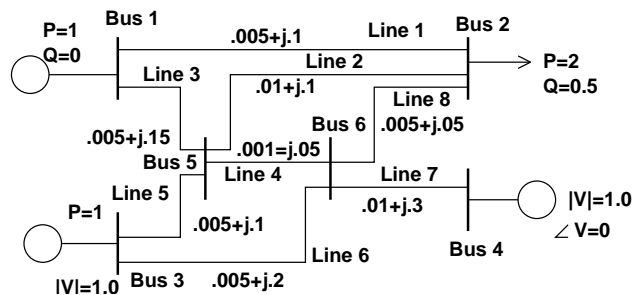 Bus 1
Bus 2
P=1
Q=0
.005+j.1
Line 1
Line 2
.01+j.1
Line 3
P=2
Q=0.5
Line 8
.005+j.05
Bus 6
.005+j.15
Bus 5
.001=j.05
Line 4
Line 5
Line 7
.01+j.3
|V|=1.0
∠ V=0
P=1
.005+j.1
Bus 4
Line 6
|V|=1.0
Bus 3
.005+j.2